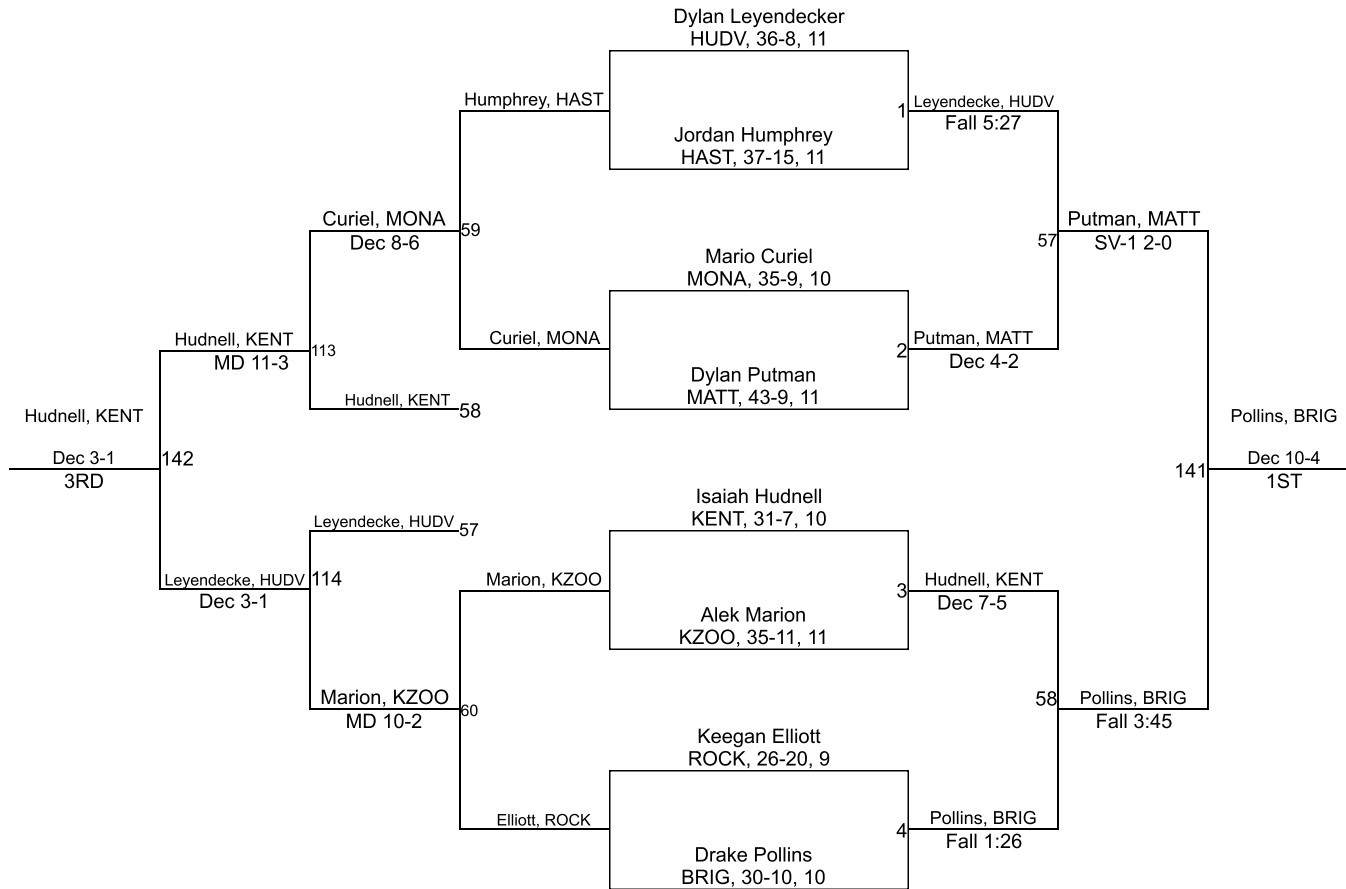 Dylan Leyendecker
HUDV, 36-8, 11
Humphrey, HAST
1
Leyendecke, HUDV
Fall 5:27
Jordan Humphrey
HAST, 37-15, 11
Curiel, MONA
Dec 8-6
59
57
Putman, MATT
SV-1 2-0
Mario Curiel
MONA, 35-9, 10
Hudnell, KENT
MD 11-3
113
Curiel, MONA
2
Putman, MATT
Dec 4-2
Dylan Putman
MATT, 43-9, 11
Hudnell, KENT
58
Hudnell, KENT
Dec 3-1
3RD
142
Pollins, BRIG
141
Dec 10-4
1ST
Isaiah Hudnell
KENT, 31-7, 10
Leyendecke, HUDV
57
Leyendecke, HUDV
Dec 3-1
114
Marion, KZOO
3
Hudnell, KENT
Dec 7-5
Alek Marion
KZOO, 35-11, 11
Marion, KZOO
MD 10-2
60
58
Pollins, BRIG
Fall 3:45
Keegan Elliott
ROCK, 26-20, 9
Elliott, ROCK
4
Pollins, BRIG
Fall 1:26
Drake Pollins
BRIG, 30-10, 10